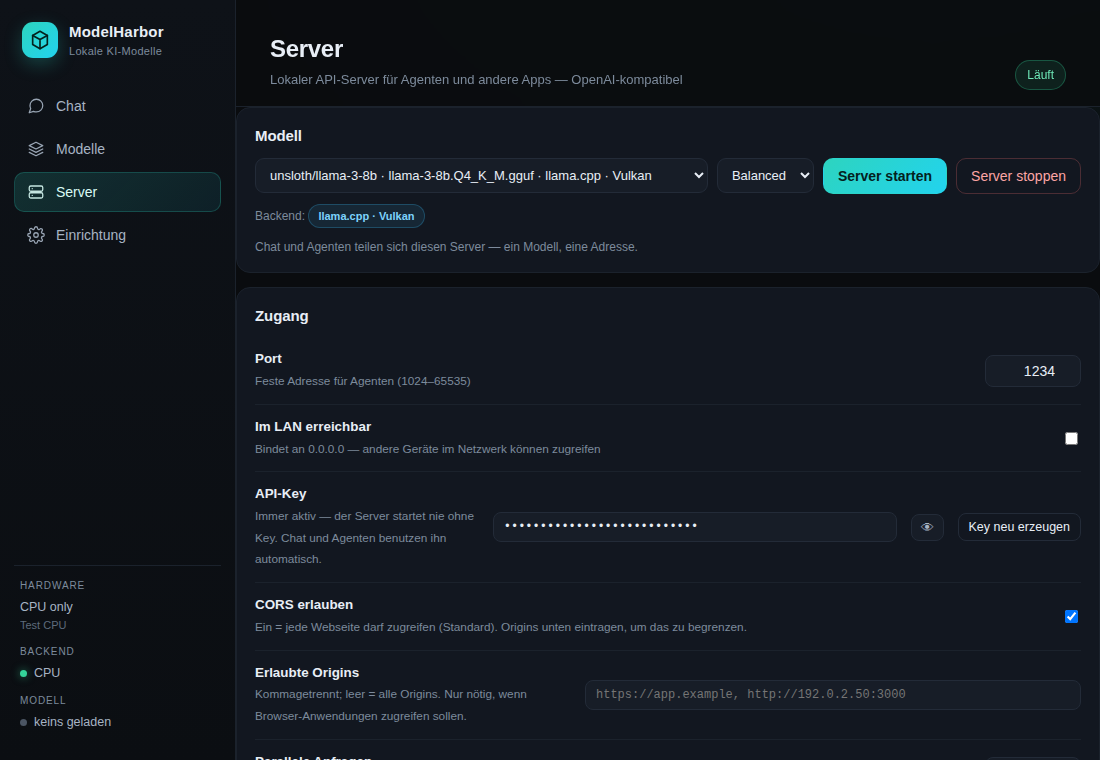 ModelHarbor
Lokale KI-Modelle
Chat
Modelle
Server
Einrichtung
HARDWARE
CPU only
Test CPU
BACKEND
CPU
MODELL
keins geladen
Server
Lokaler API-Server für Agenten und andere Apps — OpenAI-kompatibel
Läuft
Modell
unsloth/llama-3-8b · llama-3-8b.Q4_K_M.gguf · llama.cpp · Vulkan
Balanced
Server starten
Server stoppen
Backend: llama.cpp · Vulkan
Chat und Agenten teilen sich diesen Server — ein Modell, eine Adresse.
Zugang
Port
Feste Adresse für Agenten (1024–65535)
1234
Im LAN erreichbar
Bindet an 0.0.0.0 — andere Geräte im Netzwerk können zugreifen
API-Key
Immer aktiv — der Server startet nie ohne
Key. Chat und Agenten benutzen ihn
automatisch.
Key neu erzeugen
CORS erlauben
Ein = jede Webseite darf zugreifen (Standard). Origins unten eintragen, um das zu begrenzen.
Erlaubte Origins
Kommagetrennt; leer = alle Origins. Nur nötig, wenn
Browser-Anwendungen zugreifen sollen.
https://app.example, http://192.0.2.50:3000
Parallele Anfragen